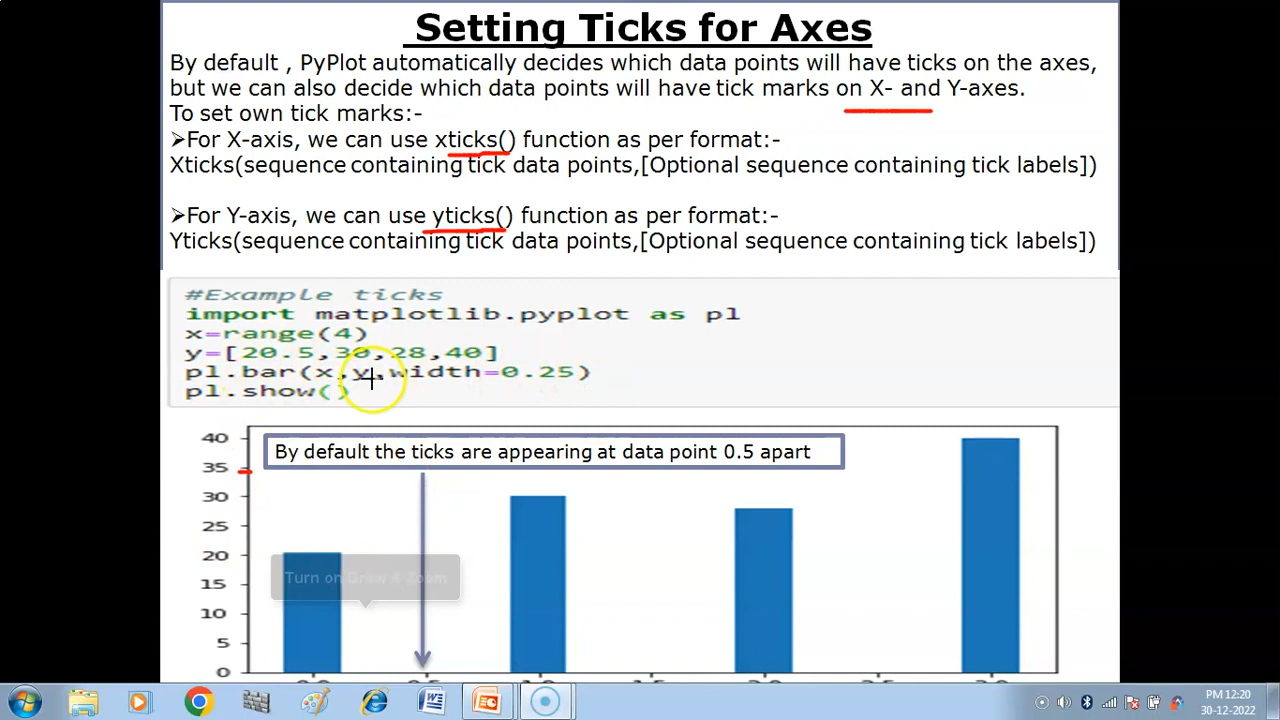 Setting Ticks for Axes
By default , PyPlot automatically decides which data points will have ticks on the axes,
but we can also decide which data points will have tick marks on X- and Y-axes.
To set own tick marks:-
➢For X-axis, we can use xticks() function as per format:-
Xticks(sequence containing tick data points,[Optional sequence containing tick labels])
➢For Y-axis, we can use yticks() function as per format:-
Yticks(sequence containing tick data points,[Optional sequence containing tick labels])
#Example ticks
import matplotlib.pyplot as pl
x=range(4)
y=[20.5,30,28,40]
pl.bar(x,y,width=0.25)
pl.show()
By default the ticks are appearing at data point 0.5 apart
40
35
30
25
20
15
10
5
0
Turn on Draw & Zoom
PM 12:20
30-12-2022